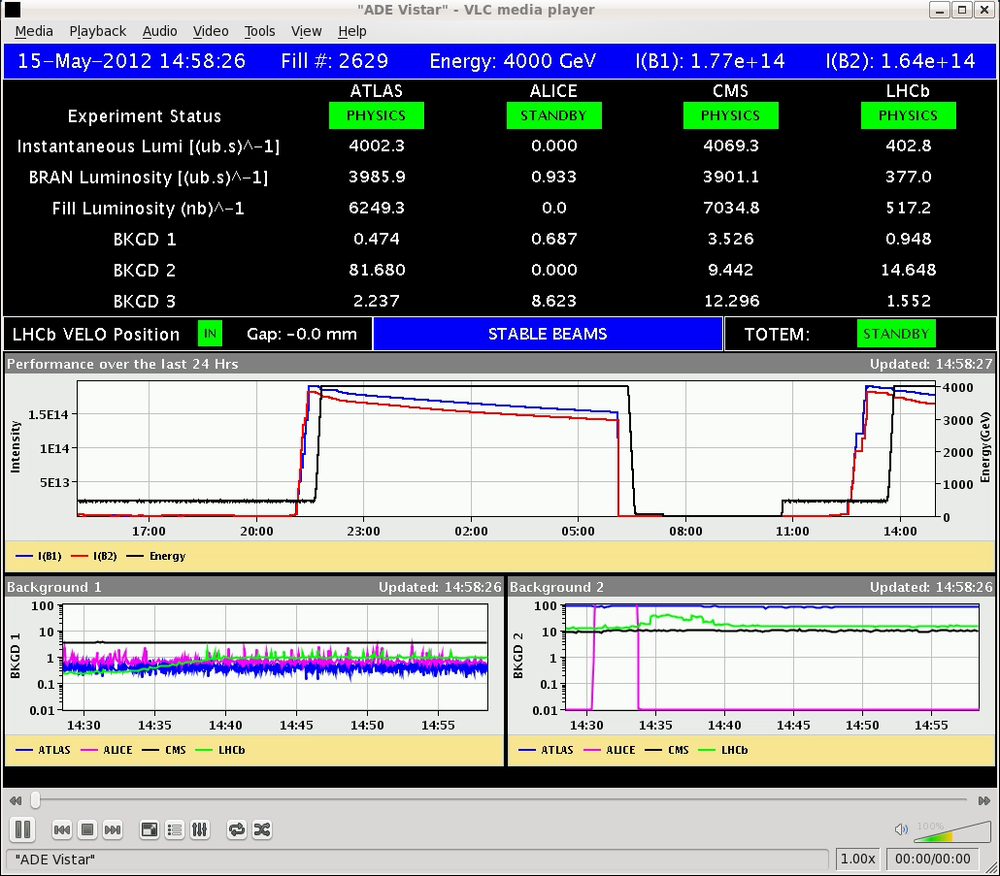 "ADE Vistar" - VLC media player
Media Playback Audio Video Tools View Help
15-May-2012 14:58:26 Fill #: 2629 Energy: 4000 GeV I(B1): 1.77e+14 I(B2): 1.64e+14
ATLAS ALICE CMS LHCb
Experiment Status PHYSICS STANDBY PHYSICS PHYSICS
Instantaneous Lumi [(ub.s)^-1] 4002.3 0.000 4069.3 402.8
BRAN Luminosity [(ub.s)^-1] 3985.9 0.933 3901.1 377.0
Fill Luminosity (nb)^-1 6249.3 0.0 7034.8 517.2
BKGD 1 0.474 0.687 3.526 0.948
BKGD 2 81.680 0.000 9.442 14.648
BKGD 3 2.237 8.623 12.296 1.552
LHCb VELO Position IN Gap: -0.0 mm STABLE BEAMS TOTEM: STANDBY
Performance over the last 24 Hrs Updated: 14:58:27
Intensity
1.5E14
1E14
5E13
4000
3000
2000
1000
0
Energy(GeV)
17:00 20:00 23:00 02:00 05:00 08:00 11:00 14:00
I(B1) I(B2) Energy
Background 1 Updated: 14:58:26
BKGD 1
100
10
1
0.1
0.01
14:30 14:35 14:40 14:45 14:50 14:55
ATLAS ALICE CMS LHCb
Background 2 Updated: 14:58:26
BKGD 2
100
10
1
0.1
0.01
14:30 14:35 14:40 14:45 14:50 14:55
ATLAS ALICE CMS LHCb
100%
"ADE Vistar" 1.00x 00:00/00:00